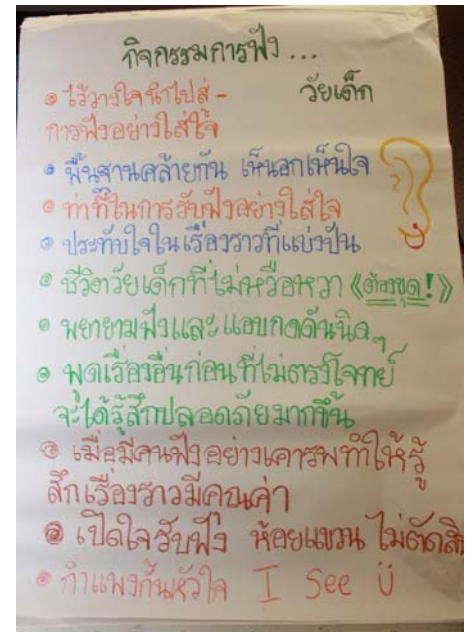 กิจกรรมการฟัง...
วัยเด็ก
• ไว้วางใจนำไปสู่-
การฟังอย่างใส่ใจ
• พื้นฐานคล้ายกัน เห็นอกเห็นใจ
• ท่าทีในการรับฟังอย่างใส่ใจ
• ประทับใจในเรื่องราวที่แบ่งปัน
• ชีวิตวัยเด็กที่ไม่หวือหวา 《ต้องขุด!》
• พยายามฟังและแอบกดดันนิดๆ
• พูดเรื่องอื่นก่อนที่ไม่ตรงโจทย์
จะได้รู้สึกปลอดภัยมากขึ้น
• เมื่อมีคนฟังอย่างเคารพทำให้รู้
สึกเรื่องราวมีคุณค่า
• เปิดใจรับฟัง ห้อยแขวน ไม่ตัดสิ
• กำแพงกั้นหัวใจ I See Ü